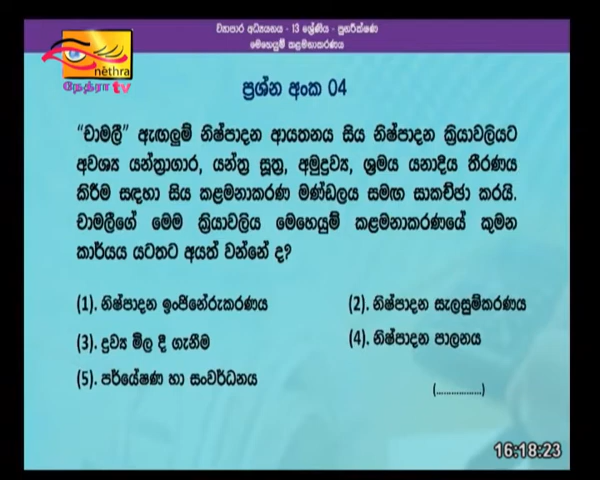 ව්‍යාපාර අධ්‍යයනය - 13 ශ්‍රේණිය - පුනරීක්ෂණ
මෙහෙයුම් කළමනාකරණය
nethra
நேத்ரா tv
ප්‍රශ්න අංක 04
“චාමලී” ඇඟලුම් නිෂ්පාදන ආයතනය සිය නිෂ්පාදන ක්‍රියාවලියට
අවශ්‍ය යන්ත්‍රාගාර, යන්ත්‍ර සූත්‍ර, අමුද්‍රව්‍ය, ශ්‍රමය යනාදිය තීරණය
කිරීම සඳහා සිය කළමනාකරණ මණ්ඩලය සමඟ සාකච්ඡා කරයි.
චාමලීගේ මෙම ක්‍රියාවලිය මෙහෙයුම් කළමනාකරණයේ කුමන
කාර්යය යටතට අයත් වන්නේ ද?
(1). නිෂ්පාදන ඉංජිනේරුකරණය
(2). නිෂ්පාදන සැලසුම්කරණය
(3). ද්‍රව්‍ය මිල දී ගැනීම
(4). නිෂ්පාදන පාලනය
(5). පර්යේෂණ හා සංවර්ධනය
(.................)
16:18:23